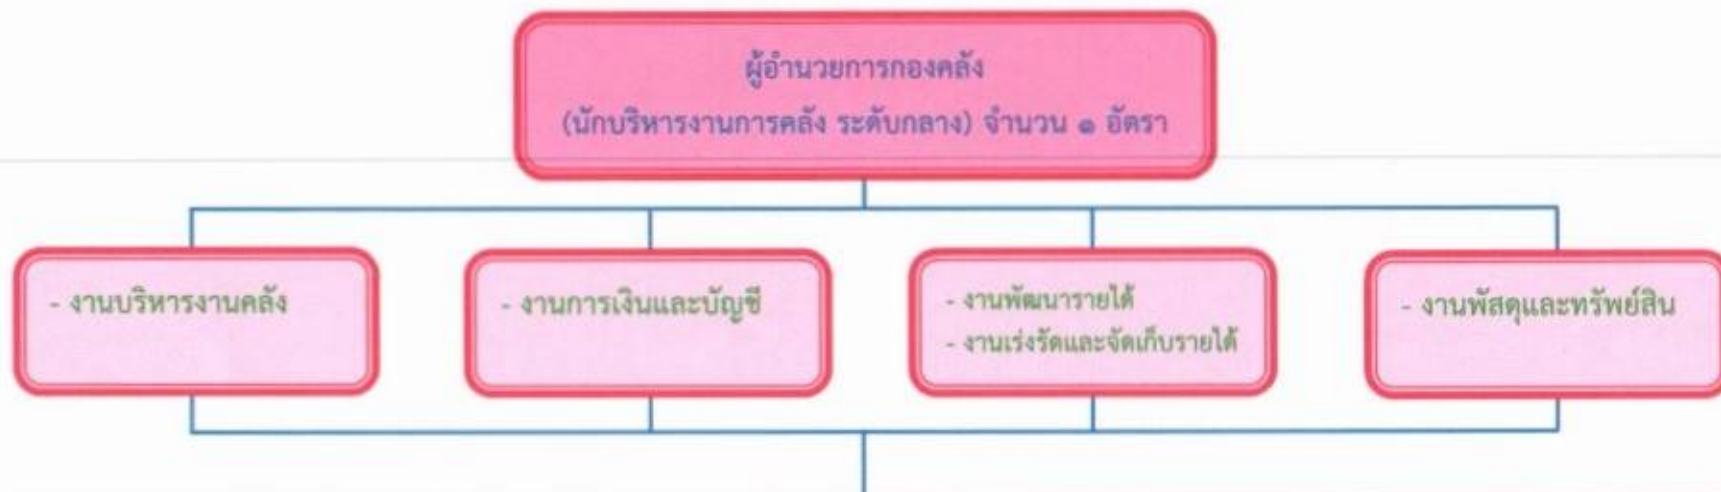 ผู้อำนวยการกองคลัง
(นักบริหารงานการคลัง ระดับกลาง) จำนวน ๑ อัตรา
- งานบริหารงานคลัง
- งานการเงินและบัญชี
- งานพัฒนารายได้
- งานเร่งรัดและจัดเก็บรายได้
- งานพัสดุและทรัพย์สิน